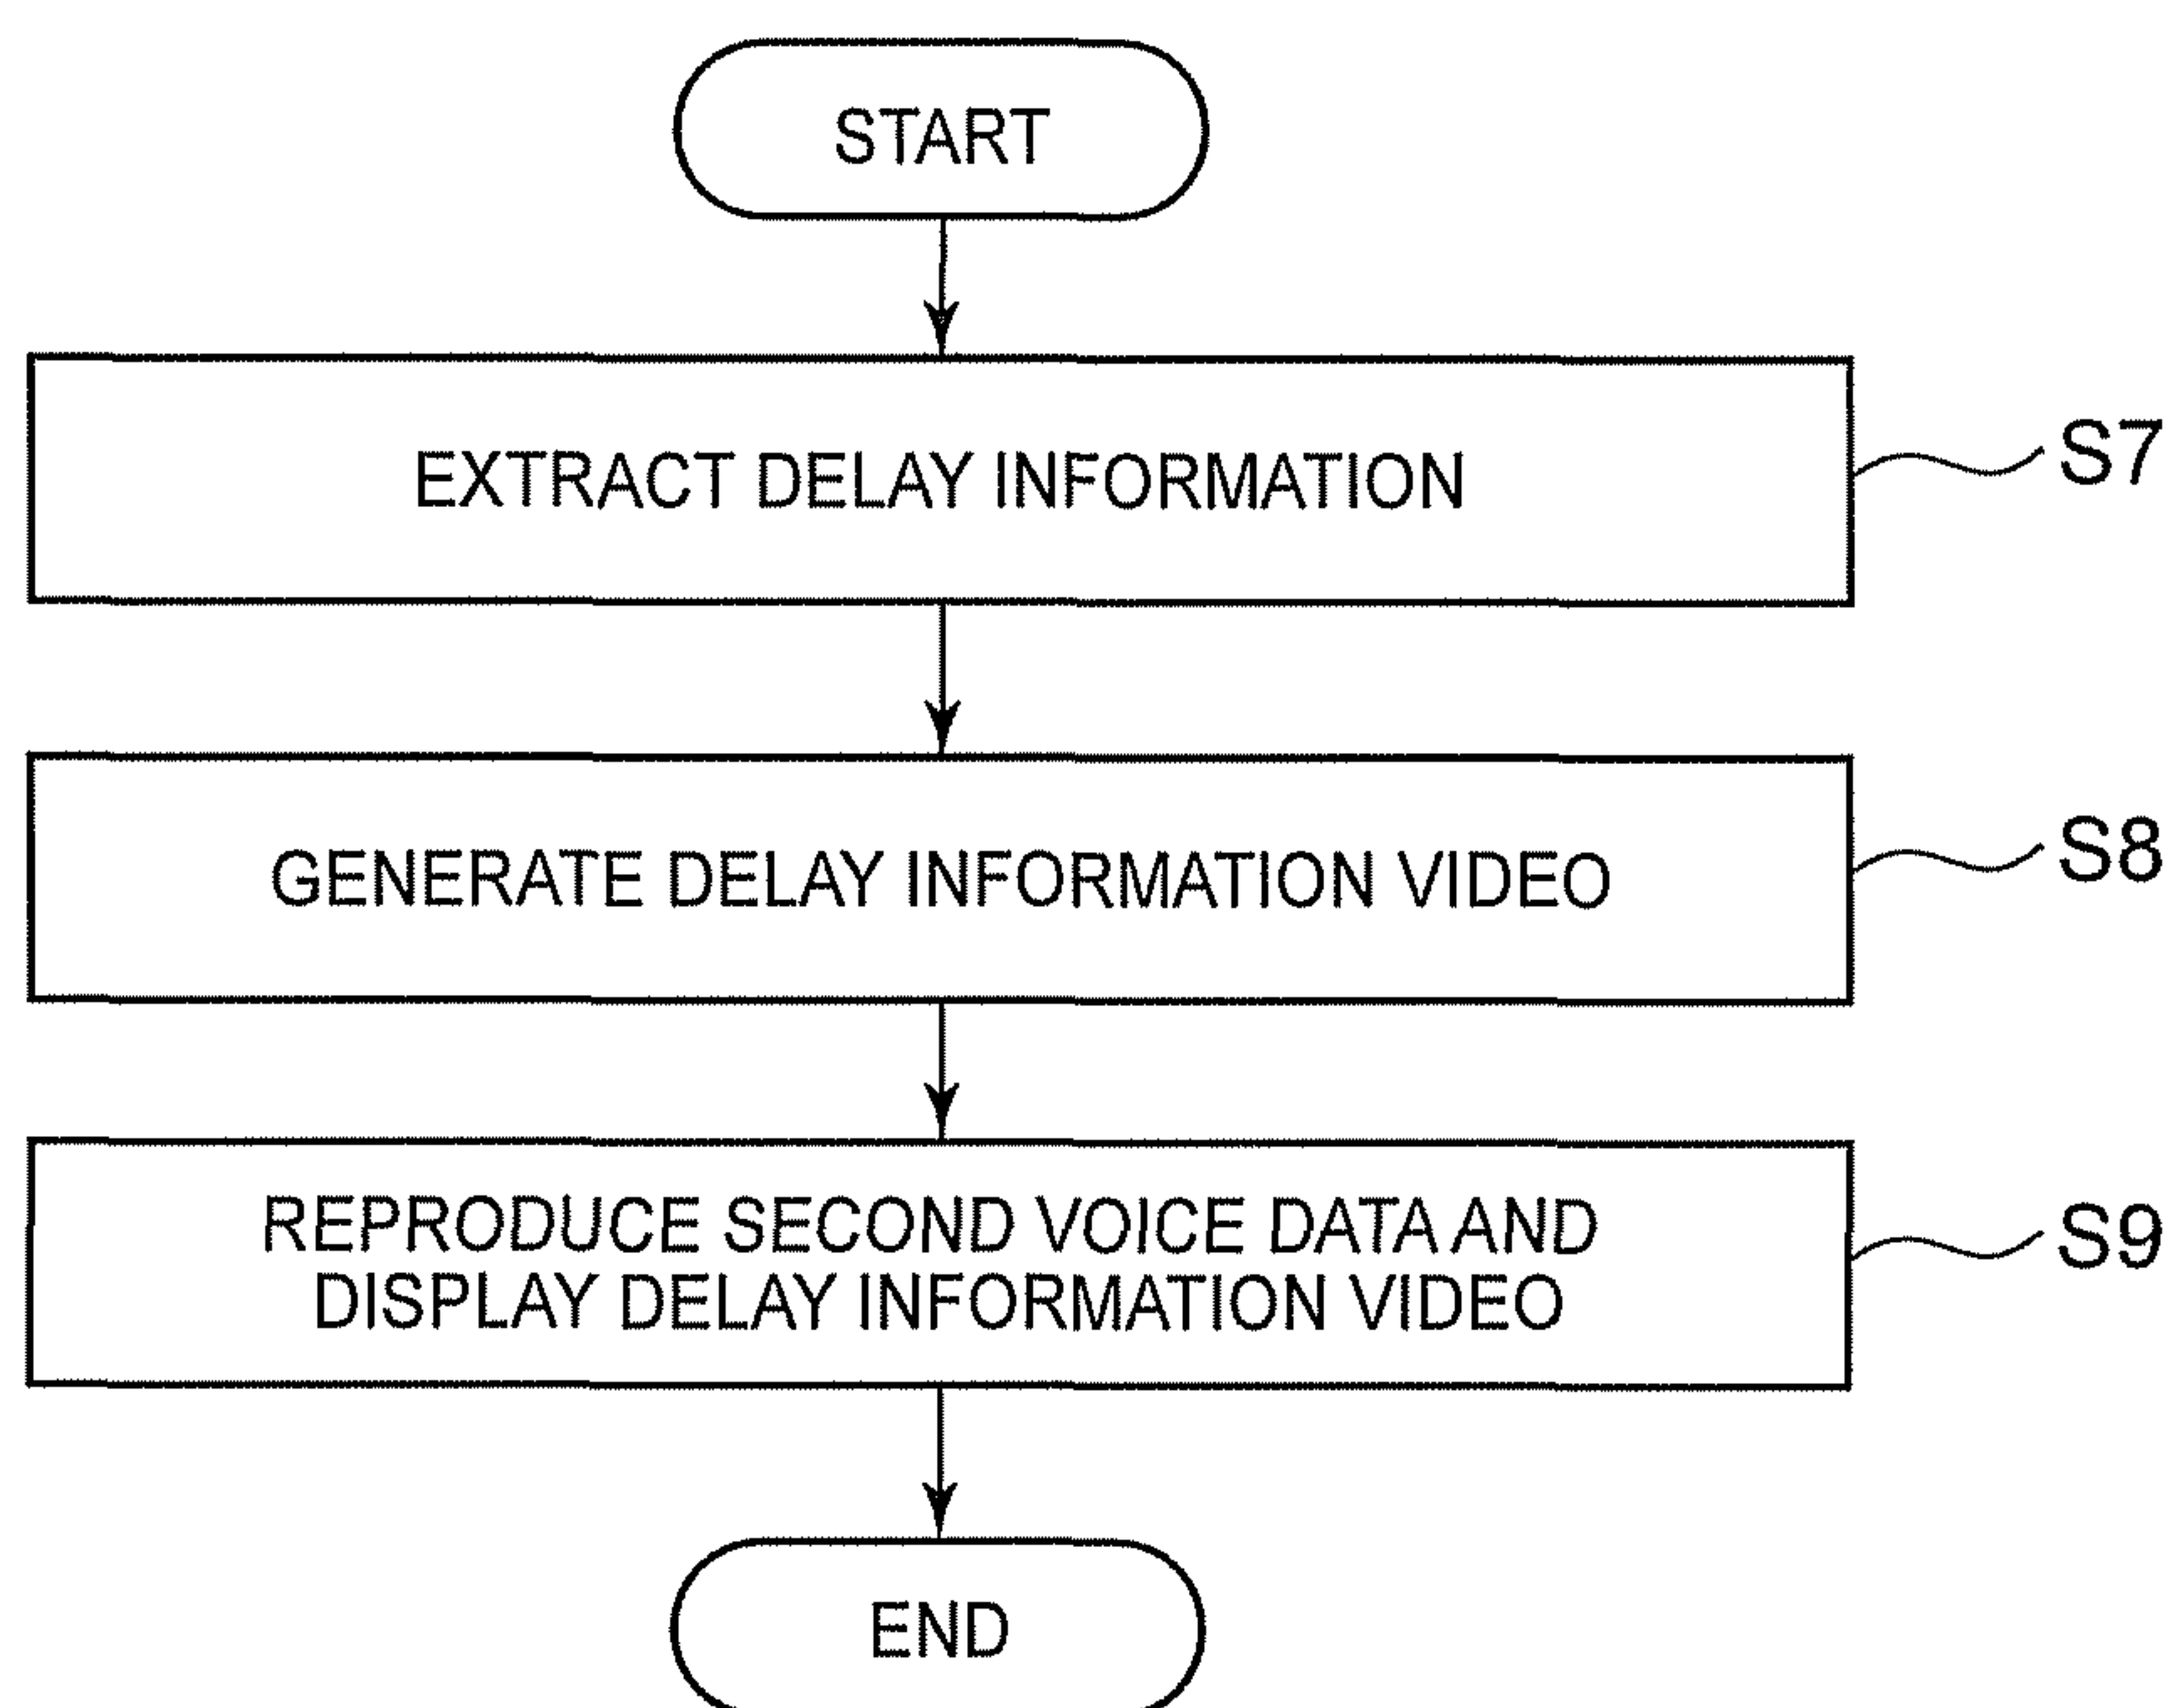 START
EXTRACT DELAY INFORMATION
S7
GENERATE DELAY INFORMATION VIDEO
S8
REPRODUCE SECOND VOICE DATA AND
DISPLAY DELAY INFORMATION VIDEO
S9
END